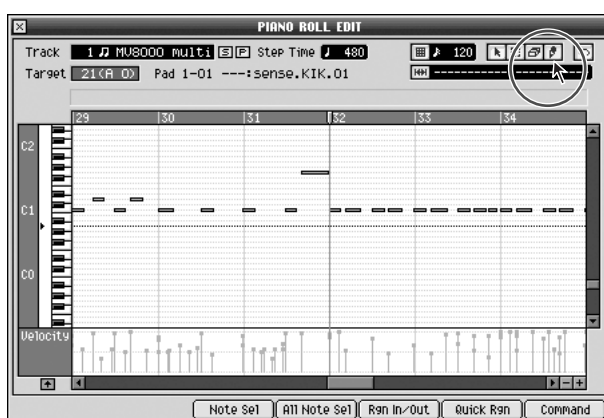 PIANO ROLL EDIT
Track 1 MV8000 multi S P Step Time 480 120
Target 21(A 0) Pad 1-01 ---:sense.KIK.01
29 30 31 32 33 34
C2
C1
C0
Velocity
Note Sel All Note Sel Rgn In/Out Quick Rgn Command